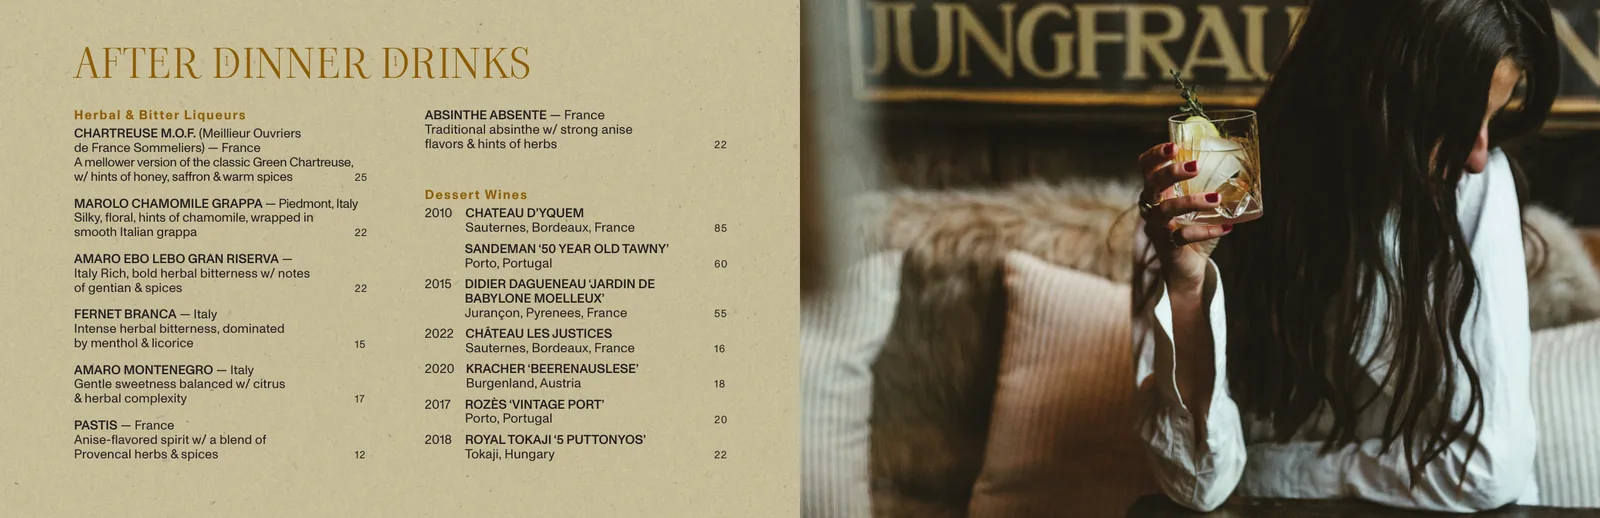 AFTER DINNER DRINKS
Herbal & Bitter Liqueurs
CHARTREUSE M.O.F. (Meillieur Ouvriers
de France Sommeliers) — France
A mellower version of the classic Green Chartreuse,
w/ hints of honey, saffron & warm spices 25
MAROLO CHAMOMILE GRAPPA — Piedmont, Italy
Silky, floral, hints of chamomile, wrapped in
smooth Italian grappa 22
AMARO EBO LEBO GRAN RISERVA —
Italy Rich, bold herbal bitterness w/ notes
of gentian & spices 22
FERNET BRANCA — Italy
Intense herbal bitterness, dominated
by menthol & licorice 15
AMARO MONTENEGRO — Italy
Gentle sweetness balanced w/ citrus
& herbal complexity 17
PASTIS — France
Anise-flavored spirit w/ a blend of
Provencal herbs & spices 12
ABSINTHE ABSENTE — France
Traditional absinthe w/ strong anise
flavors & hints of herbs 22
Dessert Wines
2010 CHATEAU D'YQUEM
Sauternes, Bordeaux, France 85
SANDEMAN ‘50 YEAR OLD TAWNY’
Porto, Portugal 60
2015 DIDIER DAGUENEAU ‘JARDIN DE
BABYLONE MOELLEUX’
Jurançon, Pyrenees, France 55
2022 CHÂTEAU LES JUSTICES
Sauternes, Bordeaux, France 16
2020 KRACHER ‘BEERENAUSLESE’
Burgenland, Austria 18
2017 ROZÈS ‘VINTAGE PORT’
Porto, Portugal 20
2018 ROYAL TOKAJI ‘5 PUTTONYOS’
Tokaji, Hungary 22
JUNGFRAU